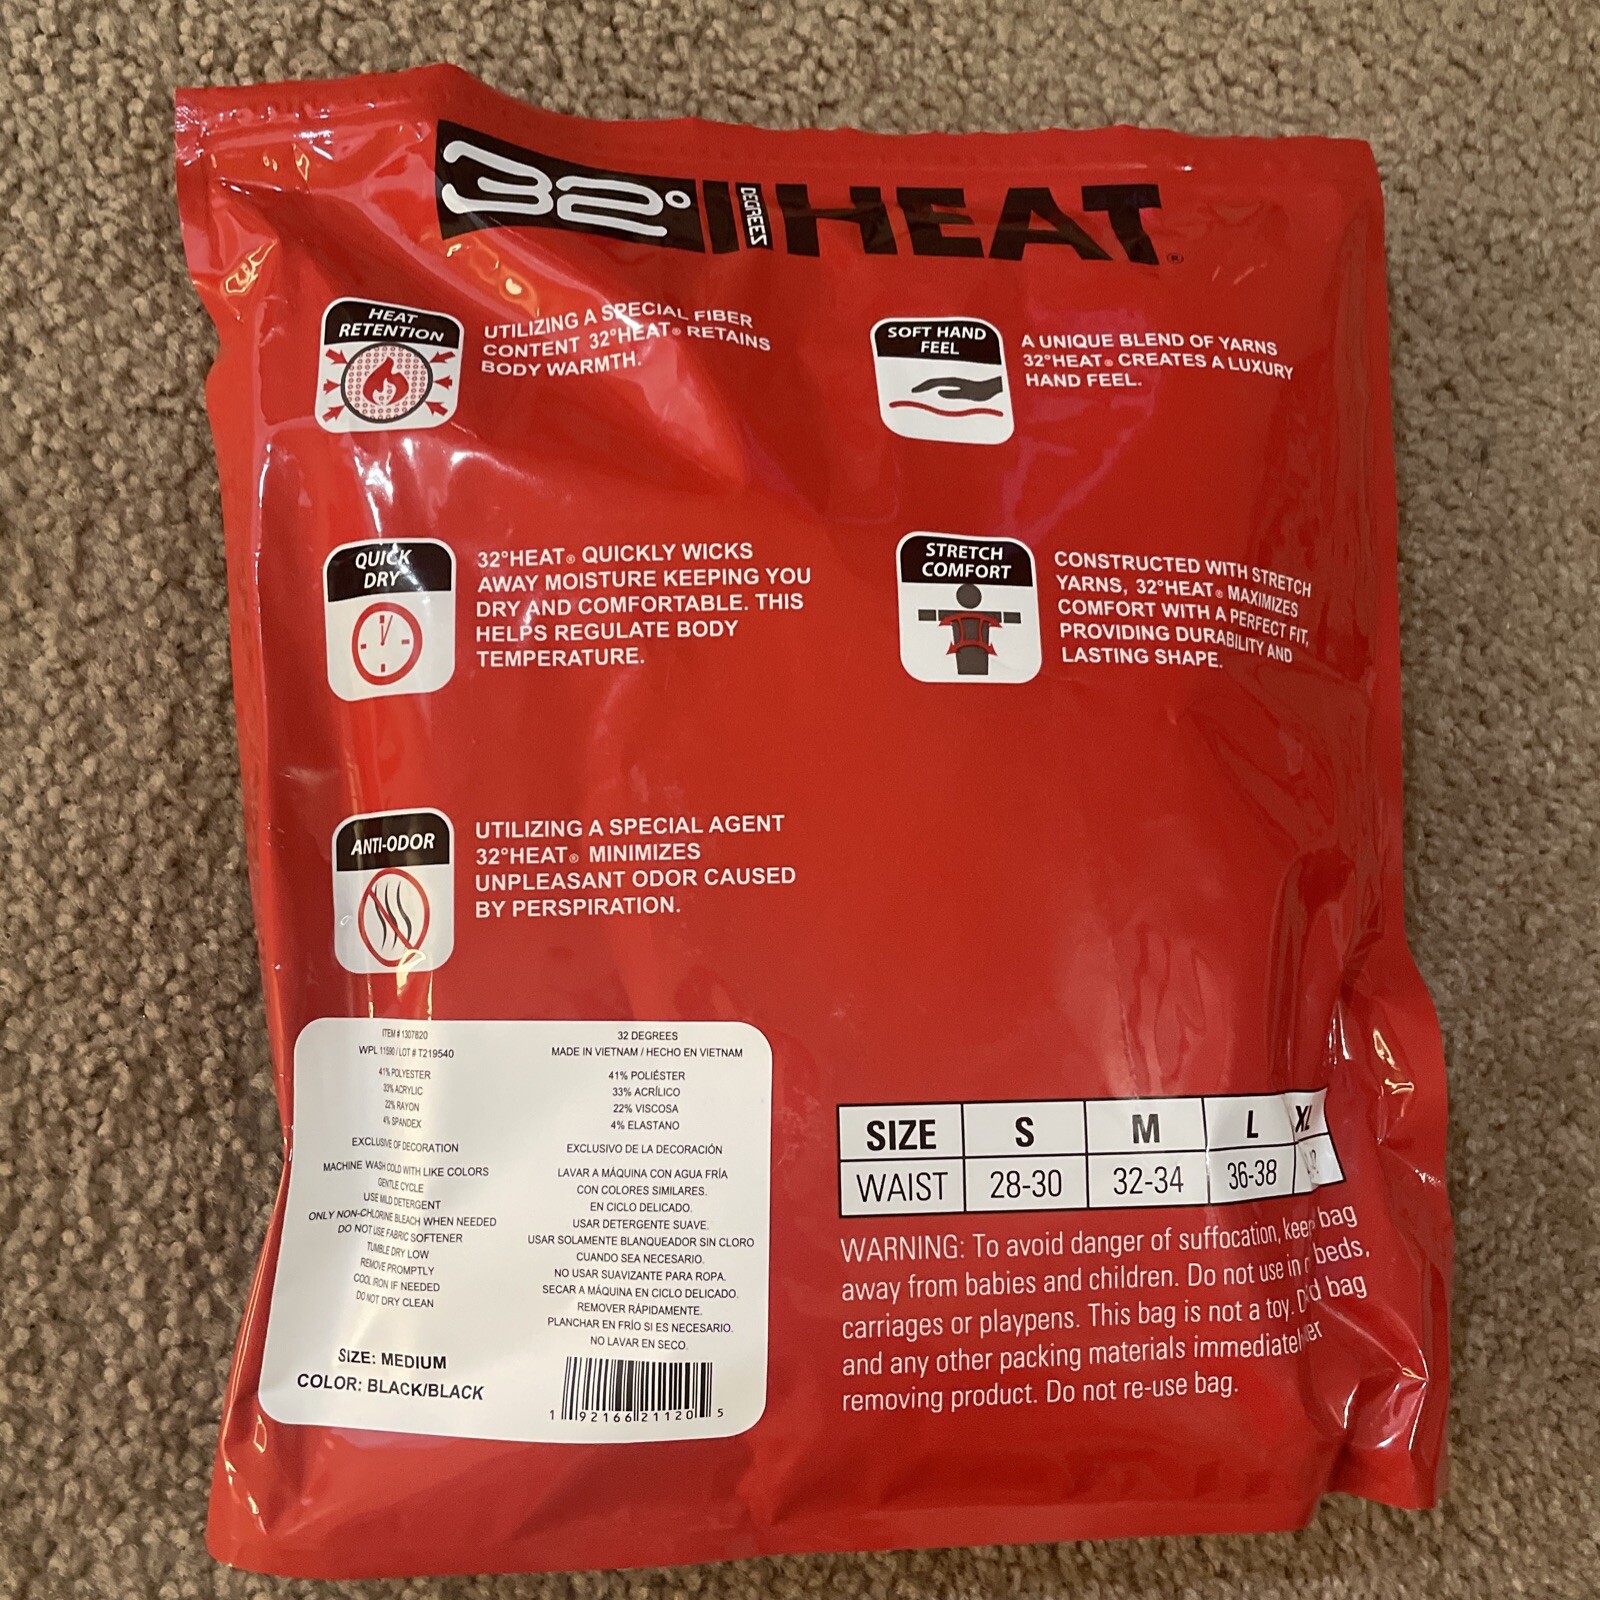 32° DEGREES HEAT®
HEAT
RETENTION
UTILIZING A SPECIAL FIBER
CONTENT 32°HEAT® RETAINS
BODY WARMTH.
SOFT HAND
FEEL
A UNIQUE BLEND OF YARNS
32°HEAT® CREATES A LUXURY
HAND FEEL.
QUICK
DRY
32°HEAT® QUICKLY WICKS
AWAY MOISTURE KEEPING YOU
DRY AND COMFORTABLE. THIS
HELPS REGULATE BODY
TEMPERATURE.
STRETCH
COMFORT
CONSTRUCTED WITH STRETCH
YARNS, 32°HEAT® MAXIMIZES
COMFORT WITH A PERFECT FIT,
PROVIDING DURABILITY AND
LASTING SHAPE.
ANTI-ODOR
UTILIZING A SPECIAL AGENT
32°HEAT® MINIMIZES
UNPLEASANT ODOR CAUSED
BY PERSPIRATION.
ITEM # 1307820
WPL 11590 / LOT # T219540
41% POLYESTER
33% ACRYLIC
22% RAYON
4% SPANDEX
EXCLUSIVE OF DECORATION
MACHINE WASH COLD WITH LIKE COLORS
GENTLE CYCLE
USE MILD DETERGENT
ONLY NON-CHLORINE BLEACH WHEN NEEDED
DO NOT USE FABRIC SOFTENER
TUMBLE DRY LOW
REMOVE PROMPTLY
COOL IRON IF NEEDED
DO NOT DRY CLEAN
SIZE: MEDIUM
COLOR: BLACK/BLACK
32 DEGREES
MADE IN VIETNAM / HECHO EN VIETNAM
41% POLIÉSTER
33% ACRÍLICO
22% VISCOSA
4% ELASTANO
EXCLUSIVO DE LA DECORACIÓN
LAVAR A MÁQUINA CON AGUA FRÍA
CON COLORES SIMILARES.
EN CICLO DELICADO.
USAR DETERGENTE SUAVE.
USAR SOLAMENTE BLANQUEADOR SIN CLORO
CUANDO SEA NECESARIO.
NO USAR SUAVIZANTE PARA ROPA.
SECAR A MÁQUINA EN CICLO DELICADO.
REMOVER RÁPIDAMENTE.
PLANCHAR EN FRÍO SI ES NECESARIO.
NO LAVAR EN SECO.
1 92166 21120 5
SIZE S M L XL
WAIST 28-30 32-34 36-38
WARNING: To avoid danger of suffocation, keep bag
away from babies and children. Do not use in beds,
carriages or playpens. This bag is not a toy. bag
and any other packing materials
removing product. Do not re-use bag.